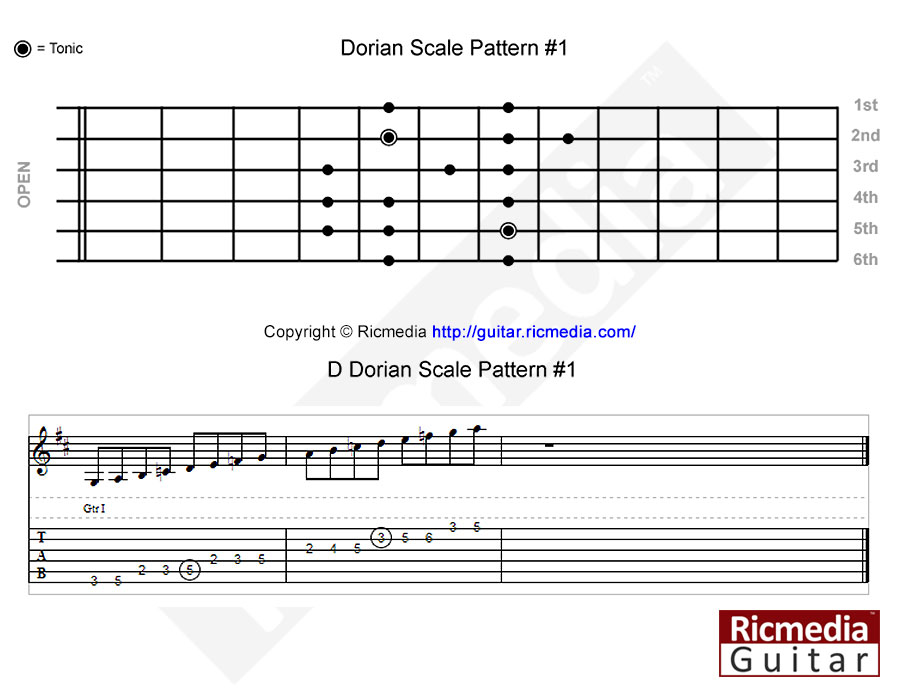 = Tonic
Dorian Scale Pattern #1
TM
OPEN
1st
2nd
3rd
4th
5th
6th
Ricmedia
Copyright © Ricmedia http://guitar.ricmedia.com/
D Dorian Scale Pattern #1
Gtr I
T
A
B
3 5 2 3 5 2 3 5 2 4 5 3 5 6 3 5
Ricmedia™
Guitar